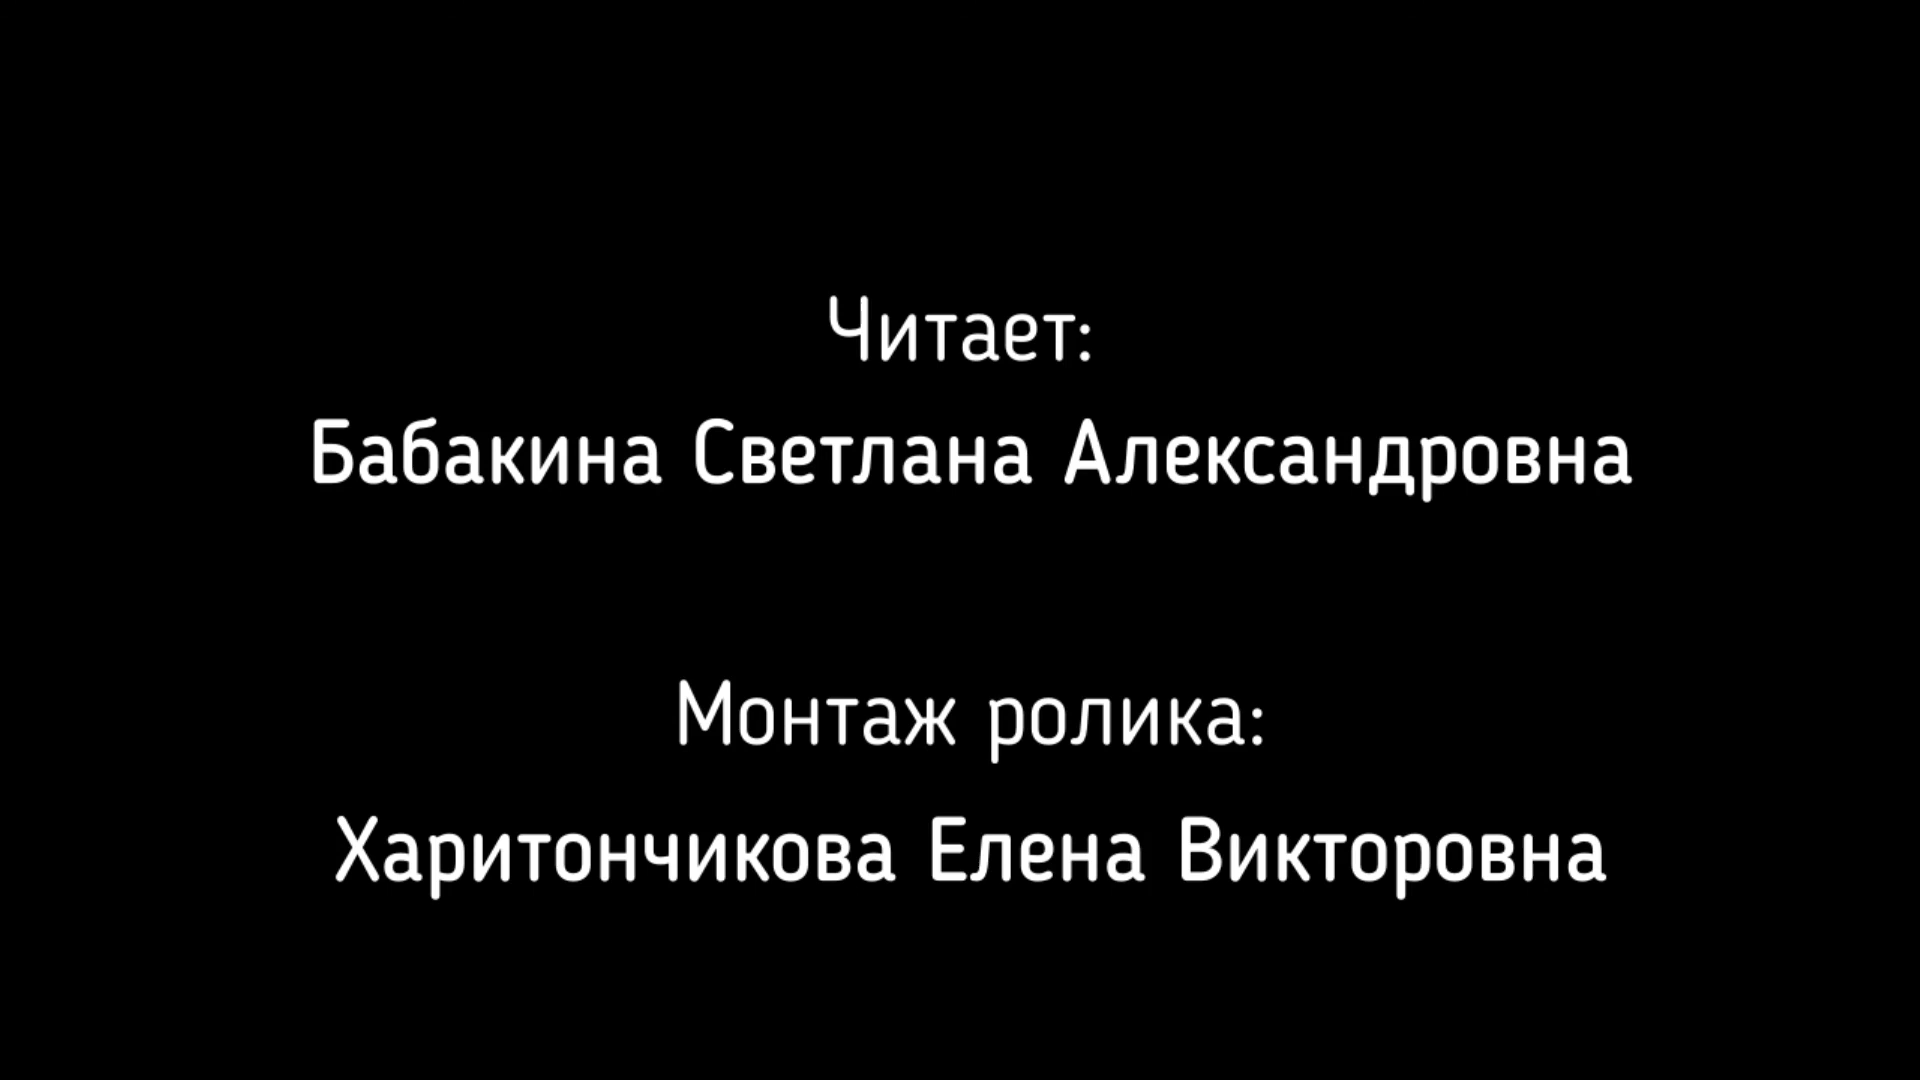 Читает:
Бабакина Светлана Александровна
Монтаж ролика:
Харитончикова Елена Викторовна